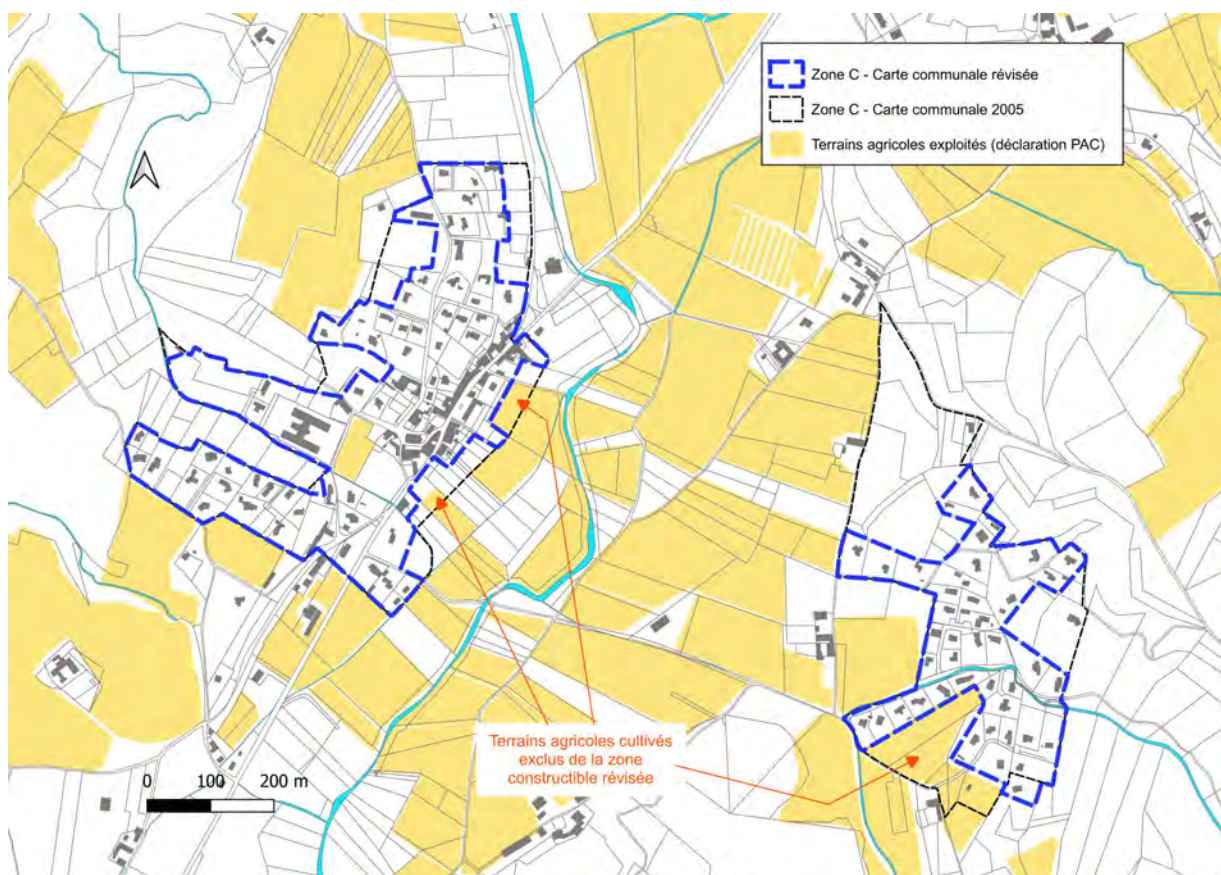 Zone C - Carte communale révisée
Zone C - Carte communale 2005
Terrains agricoles exploités (déclaration PAC)
Terrains agricoles cultivés
exclus de la zone
constructible révisée
0 100 200 m